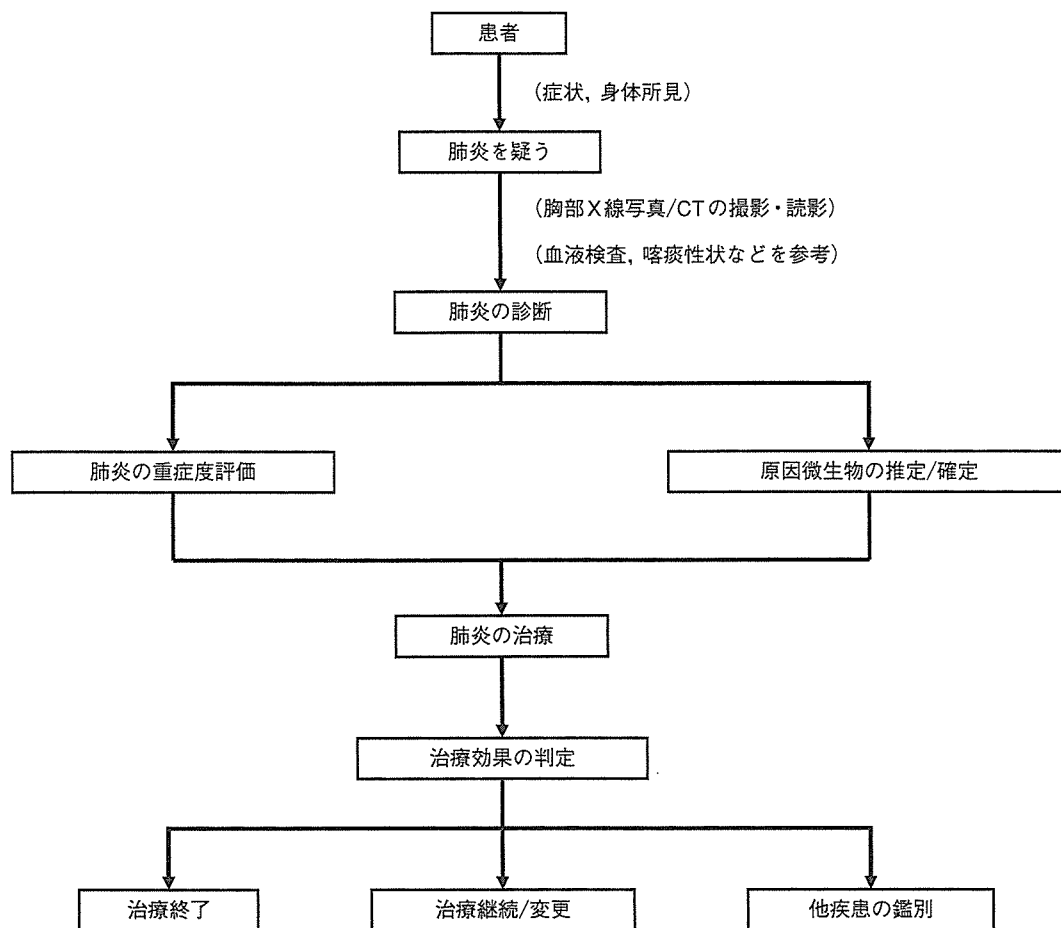 患者
(症状, 身体所見)
肺炎を疑う
(胸部X線写真/CTの撮影・読影)
(血液検査, 喀痰性状などを参考)
肺炎の診断
肺炎の重症度評価
原因微生物の推定/確定
肺炎の治療
治療効果の判定
治療終了
治療継続/変更
他疾患の鑑別